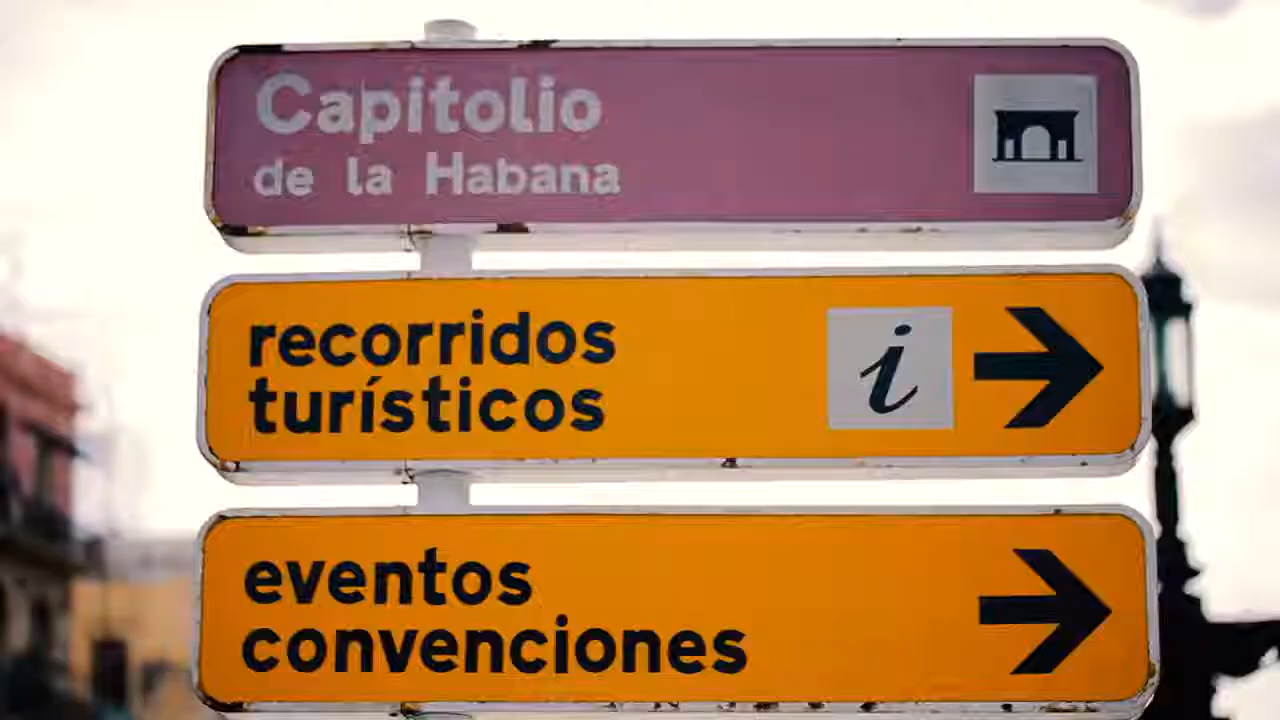 Capitolio
de la Habana
recorridos
turísticos
i
eventos
convenciones